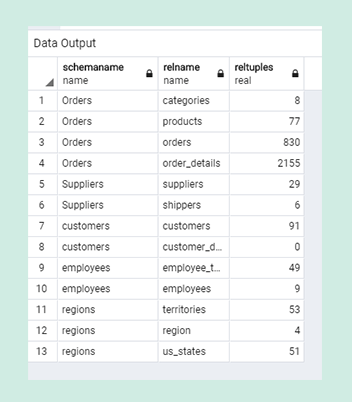 Data Output
schemaname relname reltuples
name name real
1 Orders categories 8
2 Orders products 77
3 Orders orders 830
4 Orders order_details 2155
5 Suppliers suppliers 29
6 Suppliers shippers 6
7 customers customers 91
8 customers customer_d... 0
9 employees employee_t... 49
10 employees employees 9
11 regions territories 53
12 regions region 4
13 regions us_states 51